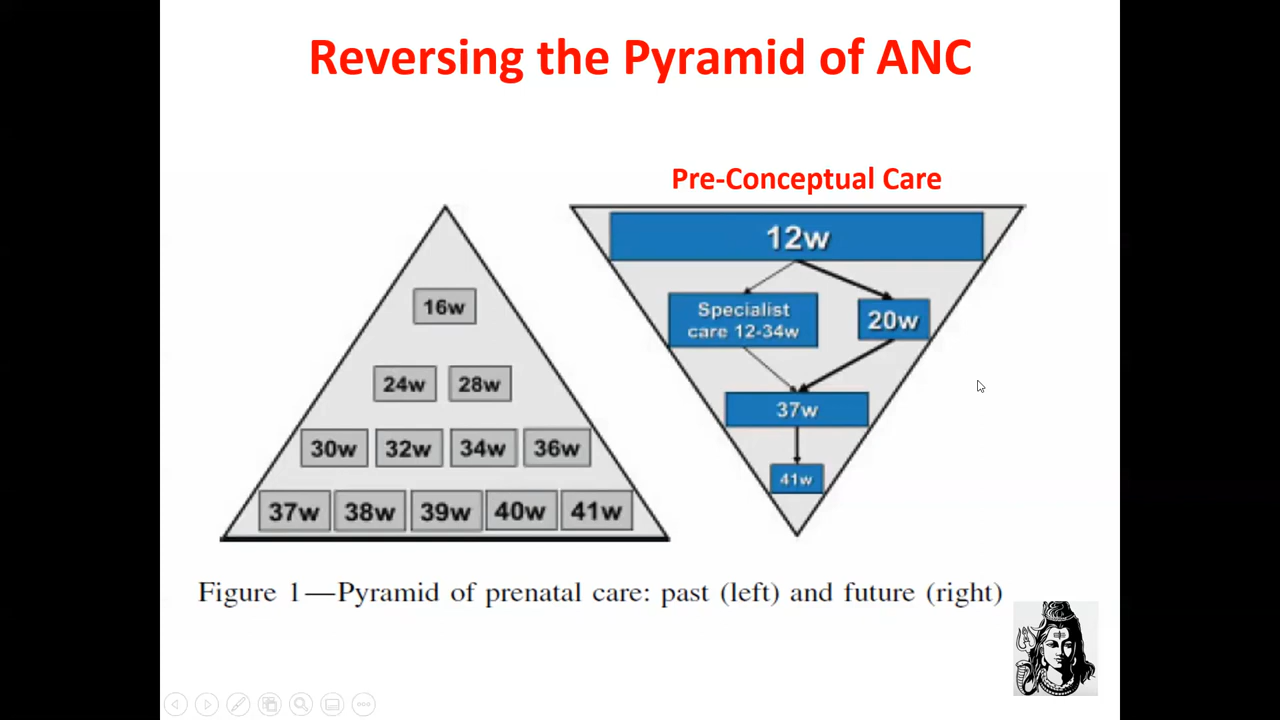 Reversing the Pyramid of ANC
Pre-Conceptual Care
16w
24w 28w
30w 32w 34w 36w
37w 38w 39w 40w 41w
12w
Specialist
care 12-34w
20w
37w
41w
Figure 1—Pyramid of prenatal care: past (left) and future (right)